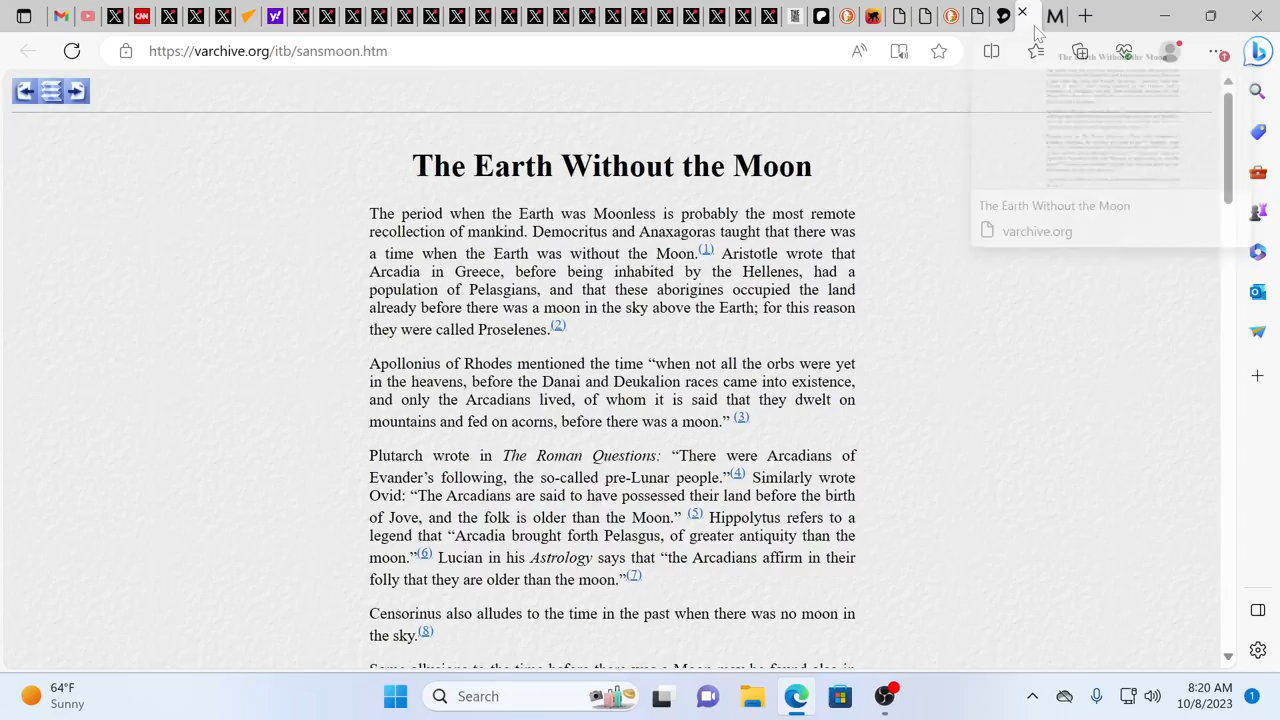 https://varchive.org/itb/sansmoon.htm
The Earth Without the Moon
The Earth Without the Moon
varchive.org
The Earth Without the Moon
The period when the Earth was Moonless is probably the most remote
recollection of mankind. Democritus and Anaxagoras taught that there was
a time when the Earth was without the Moon.(1) Aristotle wrote that
Arcadia in Greece, before being inhabited by the Hellenes, had a
population of Pelasgians, and that these aborigines occupied the land
already before there was a moon in the sky above the Earth; for this reason
they were called Proselenes.(2)
Apollonius of Rhodes mentioned the time “when not all the orbs were yet
in the heavens, before the Danai and Deukalion races came into existence,
and only the Arcadians lived, of whom it is said that they dwelt on
mountains and fed on acorns, before there was a moon.” (3)
Plutarch wrote in The Roman Questions: “There were Arcadians of
Evander’s following, the so-called pre-Lunar people.”(4) Similarly wrote
Ovid: “The Arcadians are said to have possessed their land before the birth
of Jove, and the folk is older than the Moon.” (5) Hippolytus refers to a
legend that “Arcadia brought forth Pelasgus, of greater antiquity than the
moon.”(6) Lucian in his Astrology says that “the Arcadians affirm in their
folly that they are older than the moon.”(7)
Censorinus also alludes to the time in the past when there was no moon in
the sky.(8)
64°F
Sunny
Search
8:20 AM
10/8/2023